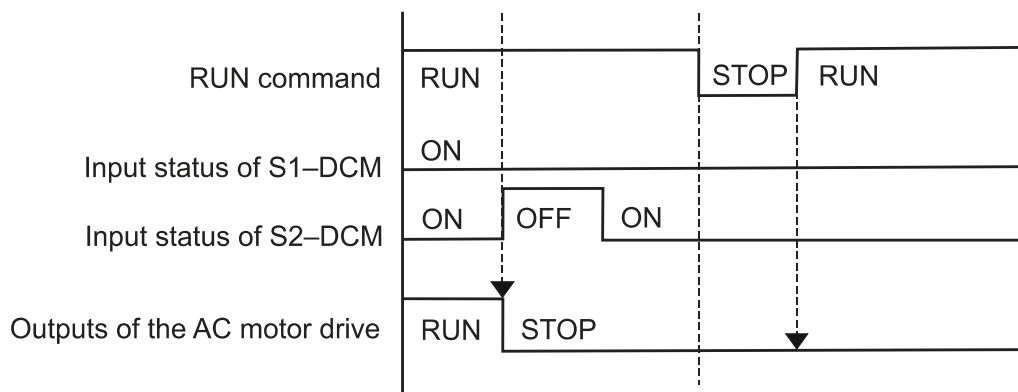 RUN command RUN STOP RUN
ON
Input status of S1–DCM
Input status of S2–DCM ON OFF ON
Outputs of the AC motor drive RUN STOP